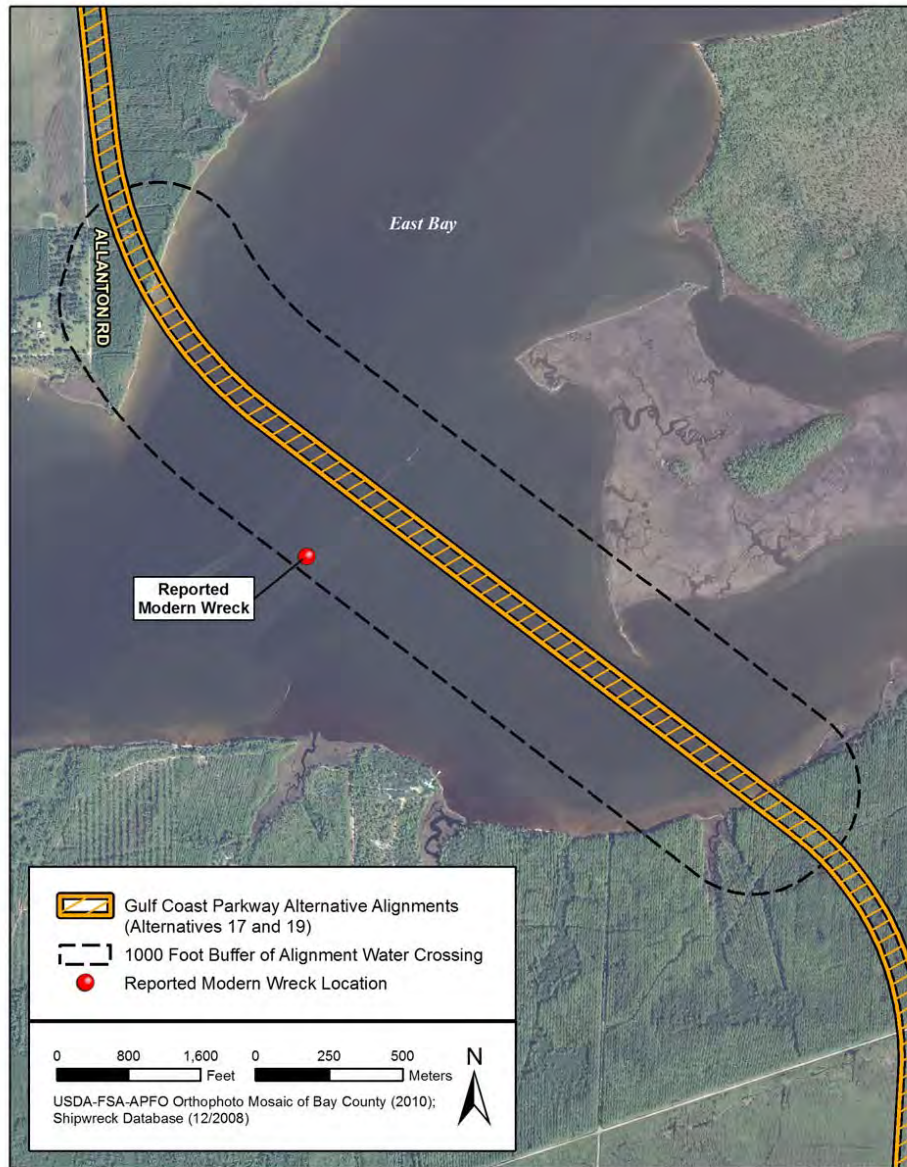 East Bay
ALLANTON RD
Reported
Modern Wreck
Gulf Coast Parkway Alternative Alignments
(Alternatives 17 and 19)
1000 Foot Buffer of Alignment Water Crossing
Reported Modern Wreck Location
0 800 1,600 Feet
0 250 500 Meters
N
USDA-FSA-APFO Orthophoto Mosaic of Bay County (2010);
Shipwreck Database (12/2008)